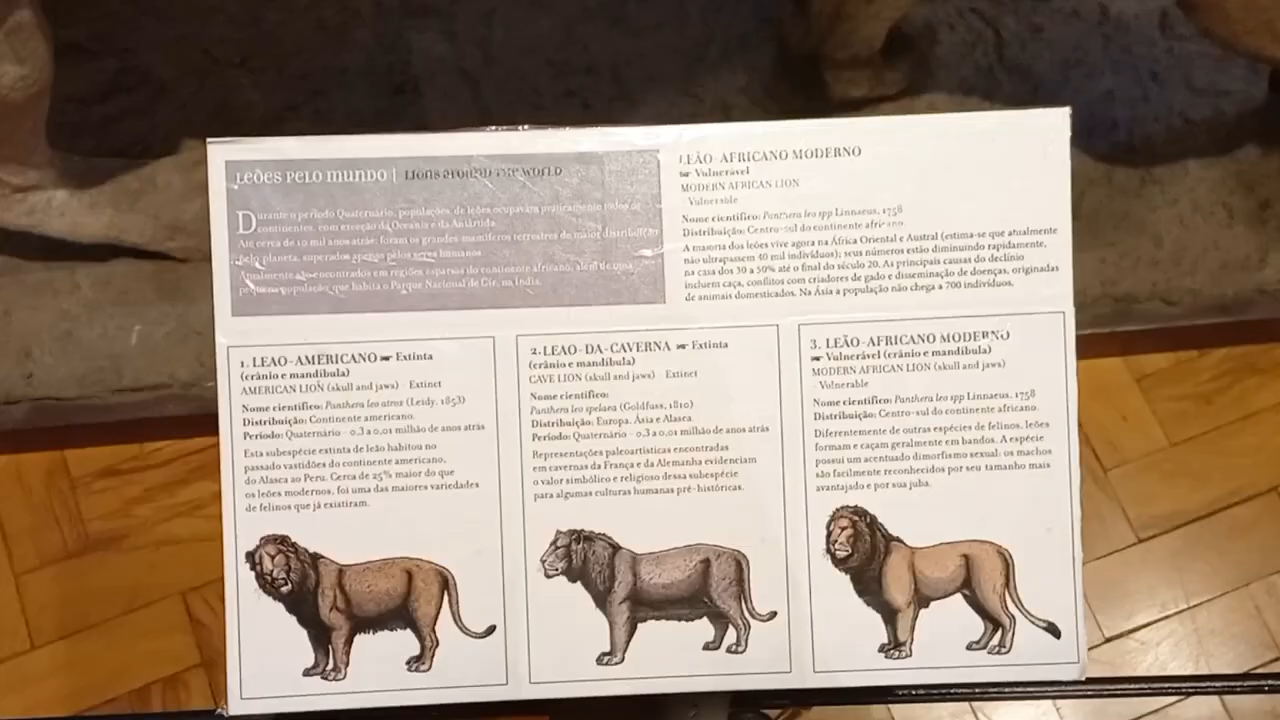 Leões pelo mundo | Lions around the world
Durante o período Quaternário, populações de leões ocupavam praticamente todos os
continentes, com exceção da Oceania e da Antártida.
Até cerca de 10 mil anos atrás, foram os grandes mamíferos terrestres de maior distribuição
pelo planeta, superados apenas pelos seres humanos.
Atualmente são encontrados em regiões esparsas do continente africano, além de uma
pequena população que habita o Parque Nacional de Gir, na Índia.
LEÃO-AFRICANO MODERNO
Vulnerável
MODERN AFRICAN LION
Vulnerable
Nome científico: Panthera leo spp Linnaeus, 1758
Distribuição: Centro-sul do continente africano.
A maioria dos leões vive agora na África Oriental e Austral (estima-se que atualmente
não ultrapassem 40 mil indivíduos); seus números estão diminuindo rapidamente,
na casa dos 30 a 50% até o final do século 20. As principais causas do declínio
incluem caça, conflitos com criadores de gado e disseminação de doenças, originadas
de animais domesticados. Na Ásia a população não chega a 700 indivíduos.
1. LEAO-AMERICANO Extinta
(crânio e mandíbula)
AMERICAN LION (skull and jaws) Extinct
Nome científico: Panthera leo atrox (Leidy, 1853)
Distribuição: Continente americano.
Período: Quaternário - 0,3 a 0,01 milhão de anos atrás
Esta subespécie extinta de leão habitou no
passado vastidões do continente americano,
do Alasca ao Peru. Cerca de 25% maior do que
os leões modernos, foi uma das maiores variedades
de felinos que já existiram.
2. LEAO-DA-CAVERNA Extinta
(crânio e mandíbula)
CAVE LION (skull and jaws) Extinct
Nome científico:
Panthera leo spelaea (Goldfuss, 1810)
Distribuição: Europa, Ásia e Alasca.
Período: Quaternário - 0,3 a 0,01 milhão de anos atrás
Representações paleoartísticas encontradas
em cavernas da França e da Alemanha evidenciam
o valor simbólico e religioso dessa subespécie
para algumas culturas humanas pré-históricas.
3. LEÃO-AFRICANO MODERNO
Vulnerável (crânio e mandíbula)
MODERN AFRICAN LION (skull and jaws)
- Vulnerable
Nome científico: Panthera leo spp Linnaeus, 1758
Distribuição: Centro-sul do continente africano.
Diferentemente de outras espécies de felinos, leões
formam e caçam geralmente em bandos. A espécie
possui um acentuado dimorfismo sexual: os machos
são facilmente reconhecidos por seu tamanho mais
avantajado e por sua juba.